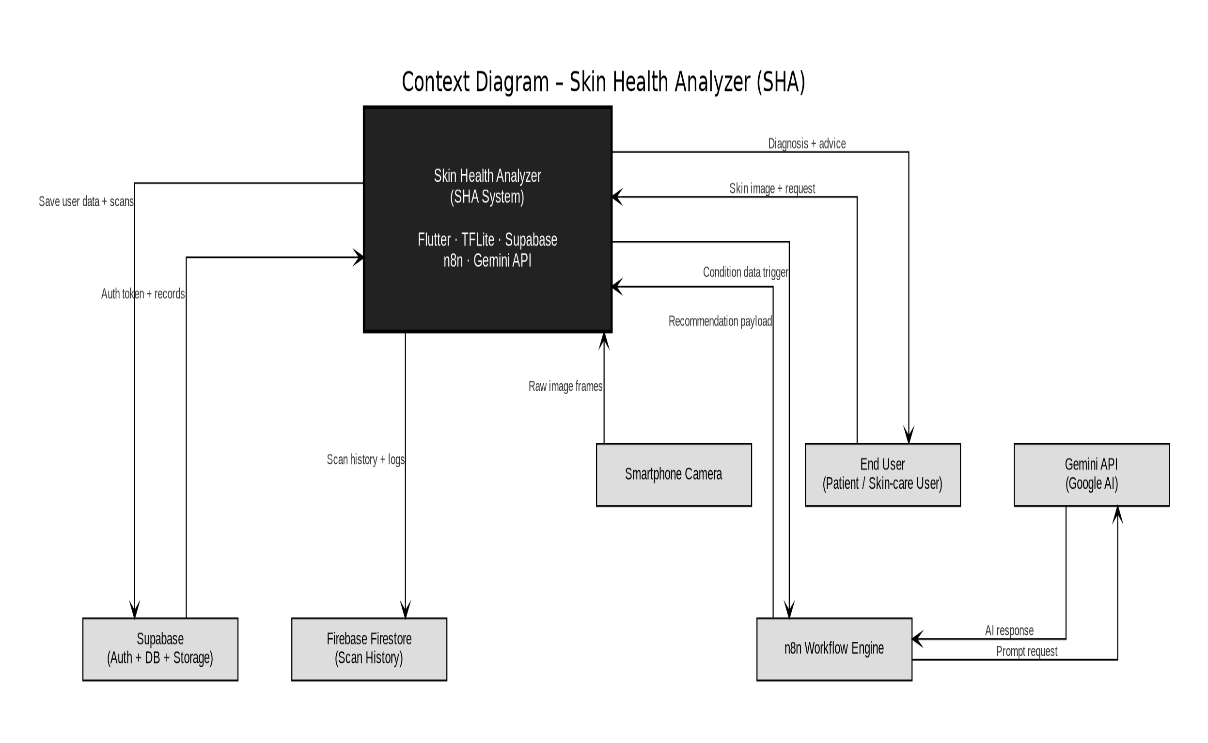 Context Diagram – Skin Health Analyzer (SHA)
Skin Health Analyzer
(SHA System)
Flutter · TFLite · Supabase
n8n · Gemini API
Diagnosis + advice
Skin image + request
Save user data + scans
Condition data trigger
Auth token + records
Recommendation payload
Raw image frames
Scan history + logs
Smartphone Camera
End User
(Patient / Skin-care User)
Gemini API
(Google AI)
Supabase
(Auth + DB + Storage)
Firebase Firestore
(Scan History)
n8n Workflow Engine
AI response
Prompt request